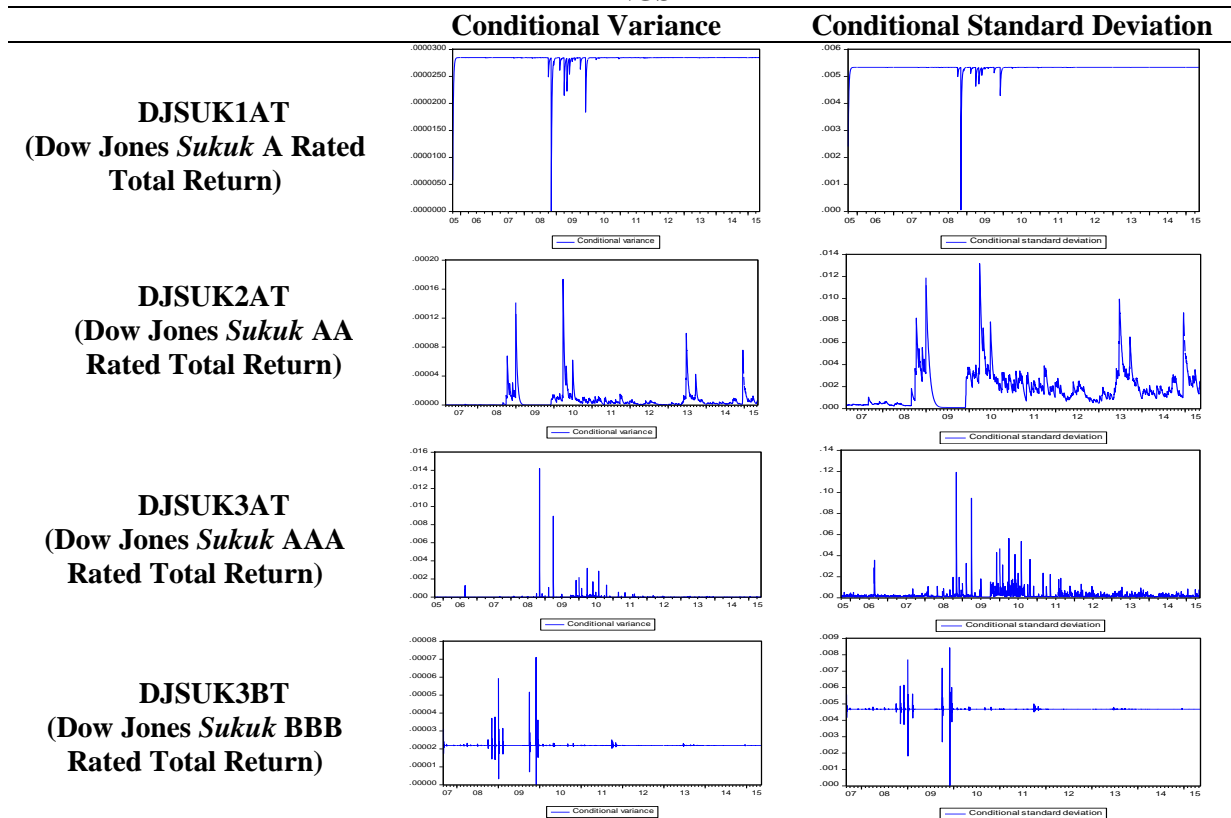 Conditional Variance Conditional Standard Deviation
DJSUK1AT
(Dow Jones Sukuk A Rated
Total Return)
.0000300
.0000250
.0000200
.0000150
.0000100
.0000050
.0000000
05 06 07 08 09 10 11 12 13 14 15
Conditional variance
.006
.005
.004
.003
.002
.001
.000
05 06 07 08 09 10 11 12 13 14 15
Conditional standard deviation
DJSUK2AT
(Dow Jones Sukuk AA
Rated Total Return)
.00020
.00016
.00012
.00008
.00004
.00000
07 08 09 10 11 12 13 14 15
Conditional variance
.014
.012
.010
.008
.006
.004
.002
.000
07 08 09 10 11 12 13 14 15
Conditional standard deviation
DJSUK3AT
(Dow Jones Sukuk AAA
Rated Total Return)
.016
.014
.012
.010
.008
.006
.004
.002
.000
05 06 07 08 09 10 11 12 13 14 15
Conditional variance
.14
.12
.10
.08
.06
.04
.02
.00
05 06 07 08 09 10 11 12 13 14 15
Conditional standard deviation
DJSUK3BT
(Dow Jones Sukuk BBB
Rated Total Return)
.00008
.00007
.00006
.00005
.00004
.00003
.00002
.00001
.00000
07 08 09 10 11 12 13 14 15
Conditional variance
.009
.008
.007
.006
.005
.004
.003
.002
.001
.000
07 08 09 10 11 12 13 14 15
Conditional standard deviation